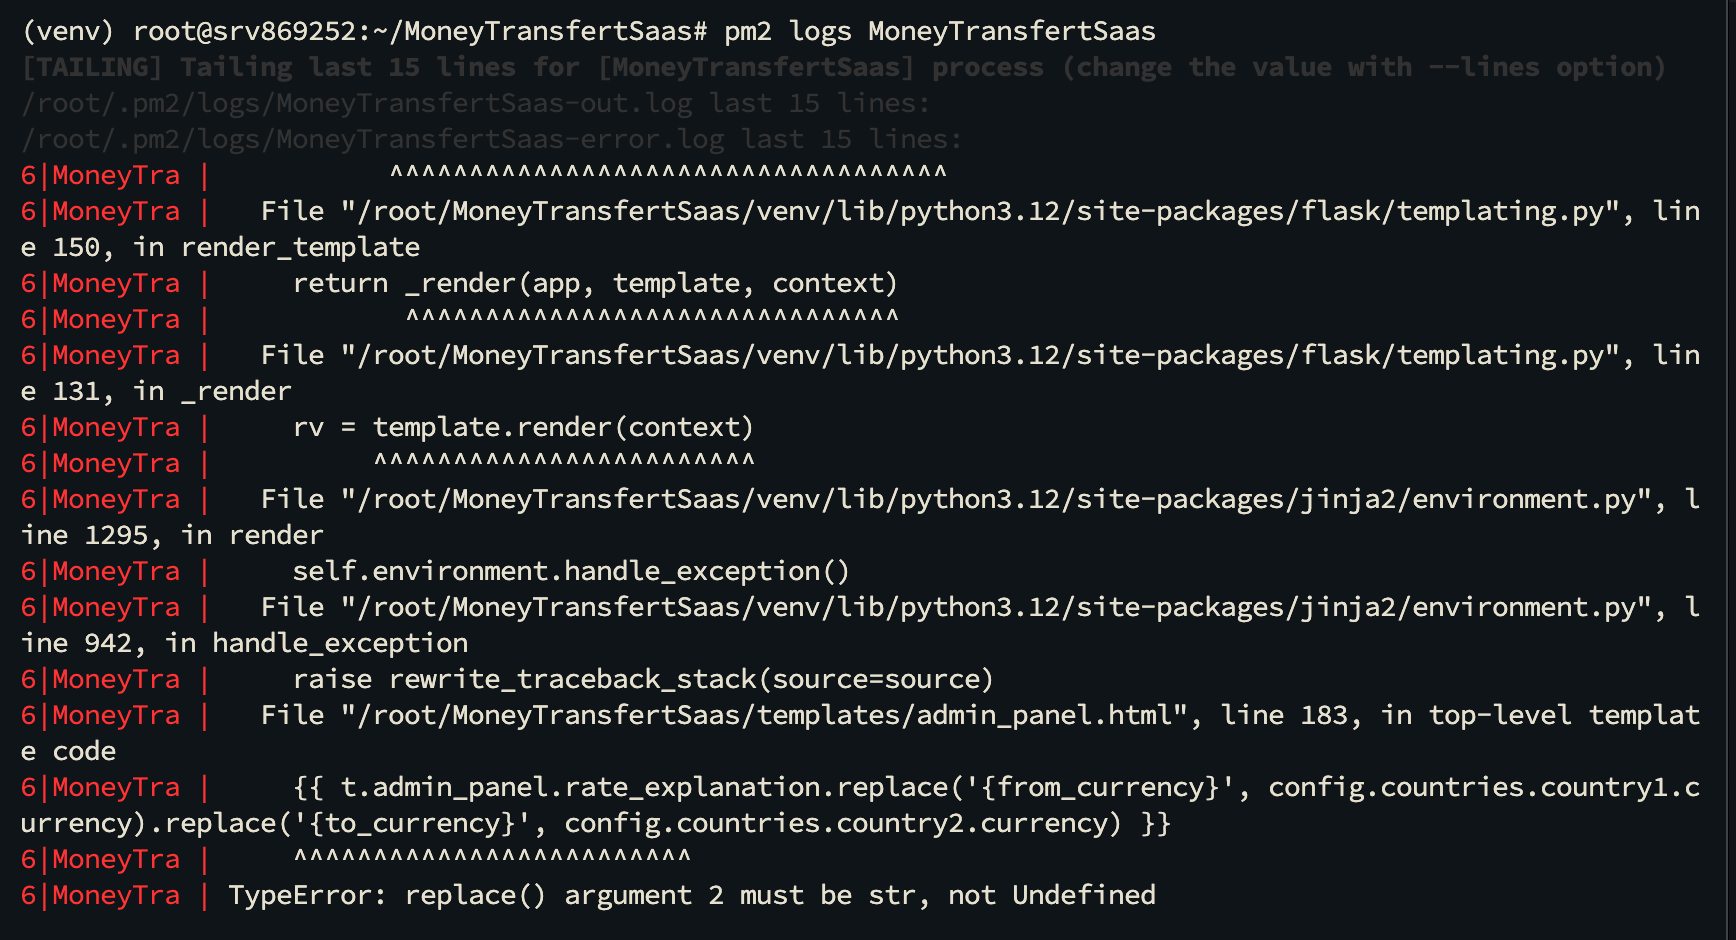 (venv) root@srv869252:~/MoneyTransfertSaas# pm2 logs MoneyTransfertSaas
[TAILING] Tailing last 15 lines for [MoneyTransfertSaas] process (change the value with --lines option)
/root/.pm2/logs/MoneyTransfertSaas-out.log last 15 lines:
/root/.pm2/logs/MoneyTransfertSaas-error.log last 15 lines:
6|MoneyTra |            ^^^^^^^^^^^^^^^^^^^^^^^^^^^^^^^^^^^
6|MoneyTra |   File "/root/MoneyTransfertSaas/venv/lib/python3.12/site-packages/flask/templating.py", lin
e 150, in render_template
6|MoneyTra |     return _render(app, template, context)
6|MoneyTra |            ^^^^^^^^^^^^^^^^^^^^^^^^^^^^^^^
6|MoneyTra |   File "/root/MoneyTransfertSaas/venv/lib/python3.12/site-packages/flask/templating.py", lin
e 131, in _render
6|MoneyTra |     rv = template.render(context)
6|MoneyTra |          ^^^^^^^^^^^^^^^^^^^^^^^^
6|MoneyTra |   File "/root/MoneyTransfertSaas/venv/lib/python3.12/site-packages/jinja2/environment.py", l
ine 1295, in render
6|MoneyTra |     self.environment.handle_exception()
6|MoneyTra |   File "/root/MoneyTransfertSaas/venv/lib/python3.12/site-packages/jinja2/environment.py", l
ine 942, in handle_exception
6|MoneyTra |     raise rewrite_traceback_stack(source=source)
6|MoneyTra |   File "/root/MoneyTransfertSaas/templates/admin_panel.html", line 183, in top-level templat
e code
6|MoneyTra |     {{ t.admin_panel.rate_explanation.replace('{from_currency}', config.countries.country1.c
urrency).replace('{to_currency}', config.countries.country2.currency) }}
6|MoneyTra |     ^^^^^^^^^^^^^^^^^^^^^^^^^
6|MoneyTra | TypeError: replace() argument 2 must be str, not Undefined